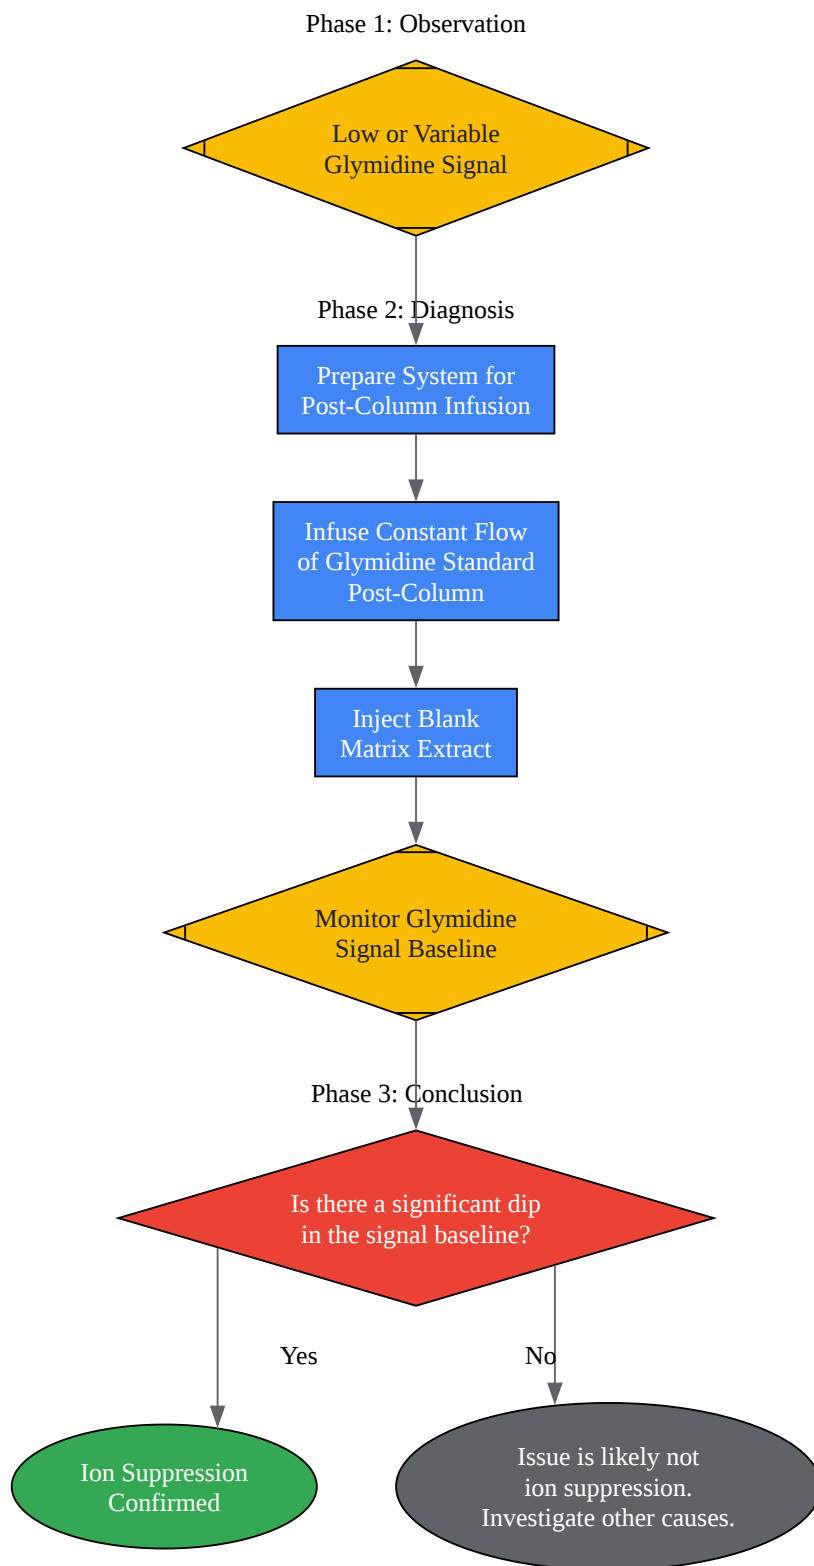 Phase 1: Observation
Low or Variable
Glymidine Signal
Phase 2: Diagnosis
Prepare System for
Post-Column Infusion
Infuse Constant Flow
of Glymidine Standard
Post-Column
Inject Blank
Matrix Extract
Monitor Glymidine
Signal Baseline
Phase 3: Conclusion
Is there a significant dip
in the signal baseline?
Yes
No
Ion Suppression
Confirmed
Issue is likely not
ion suppression.
Investigate other causes.